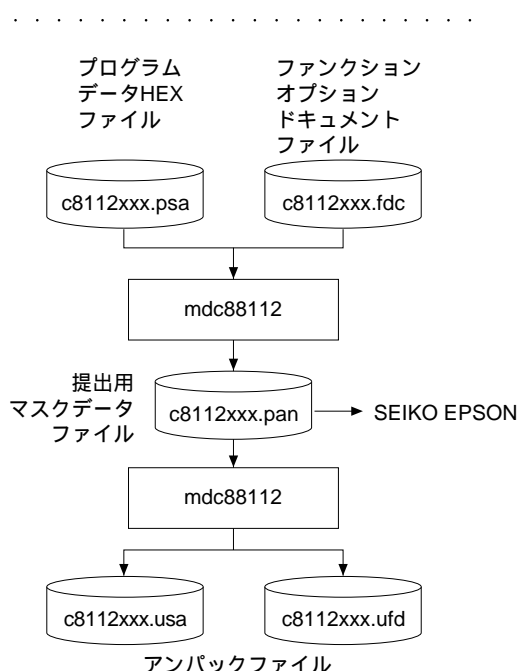 プログラム
データHEX
ファイル
ファンクション
オプション
ドキュメント
ファイル
c8112xxx.psa
c8112xxx.fdc
mdc88112
提出用
マスクデータ
ファイル
c8112xxx.pan
SEIKO EPSON
mdc88112
c8112xxx.usa
c8112xxx.ufd
アンパックファイル